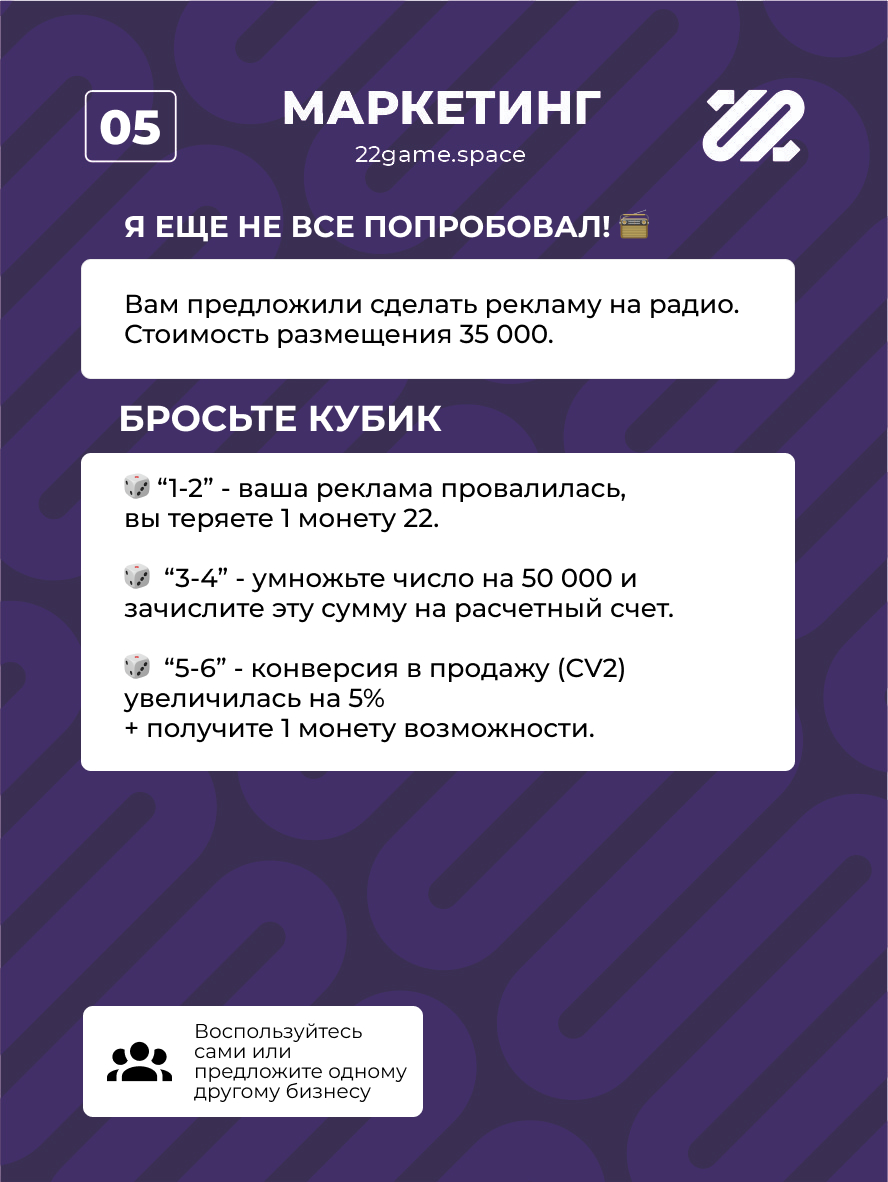 05
МАРКЕТИНГ
22game.space
Я ЕЩЕ НЕ ВСЕ ПОПРОБОВАЛ!
Вам предложили сделать рекламу на радио.
Стоимость размещения 35 000.
БРОСЬТЕ КУБИК
“1-2” - ваша реклама провалилась,
вы теряете 1 монету 22.
“3-4” - умножьте число на 50 000 и
зачислите эту сумму на расчетный счет.
“5-6” - конверсия в продажу (CV2)
увеличилась на 5%
+ получите 1 монету возможности.
Воспользуйтесь
сами или
предложите одному
другому бизнесу